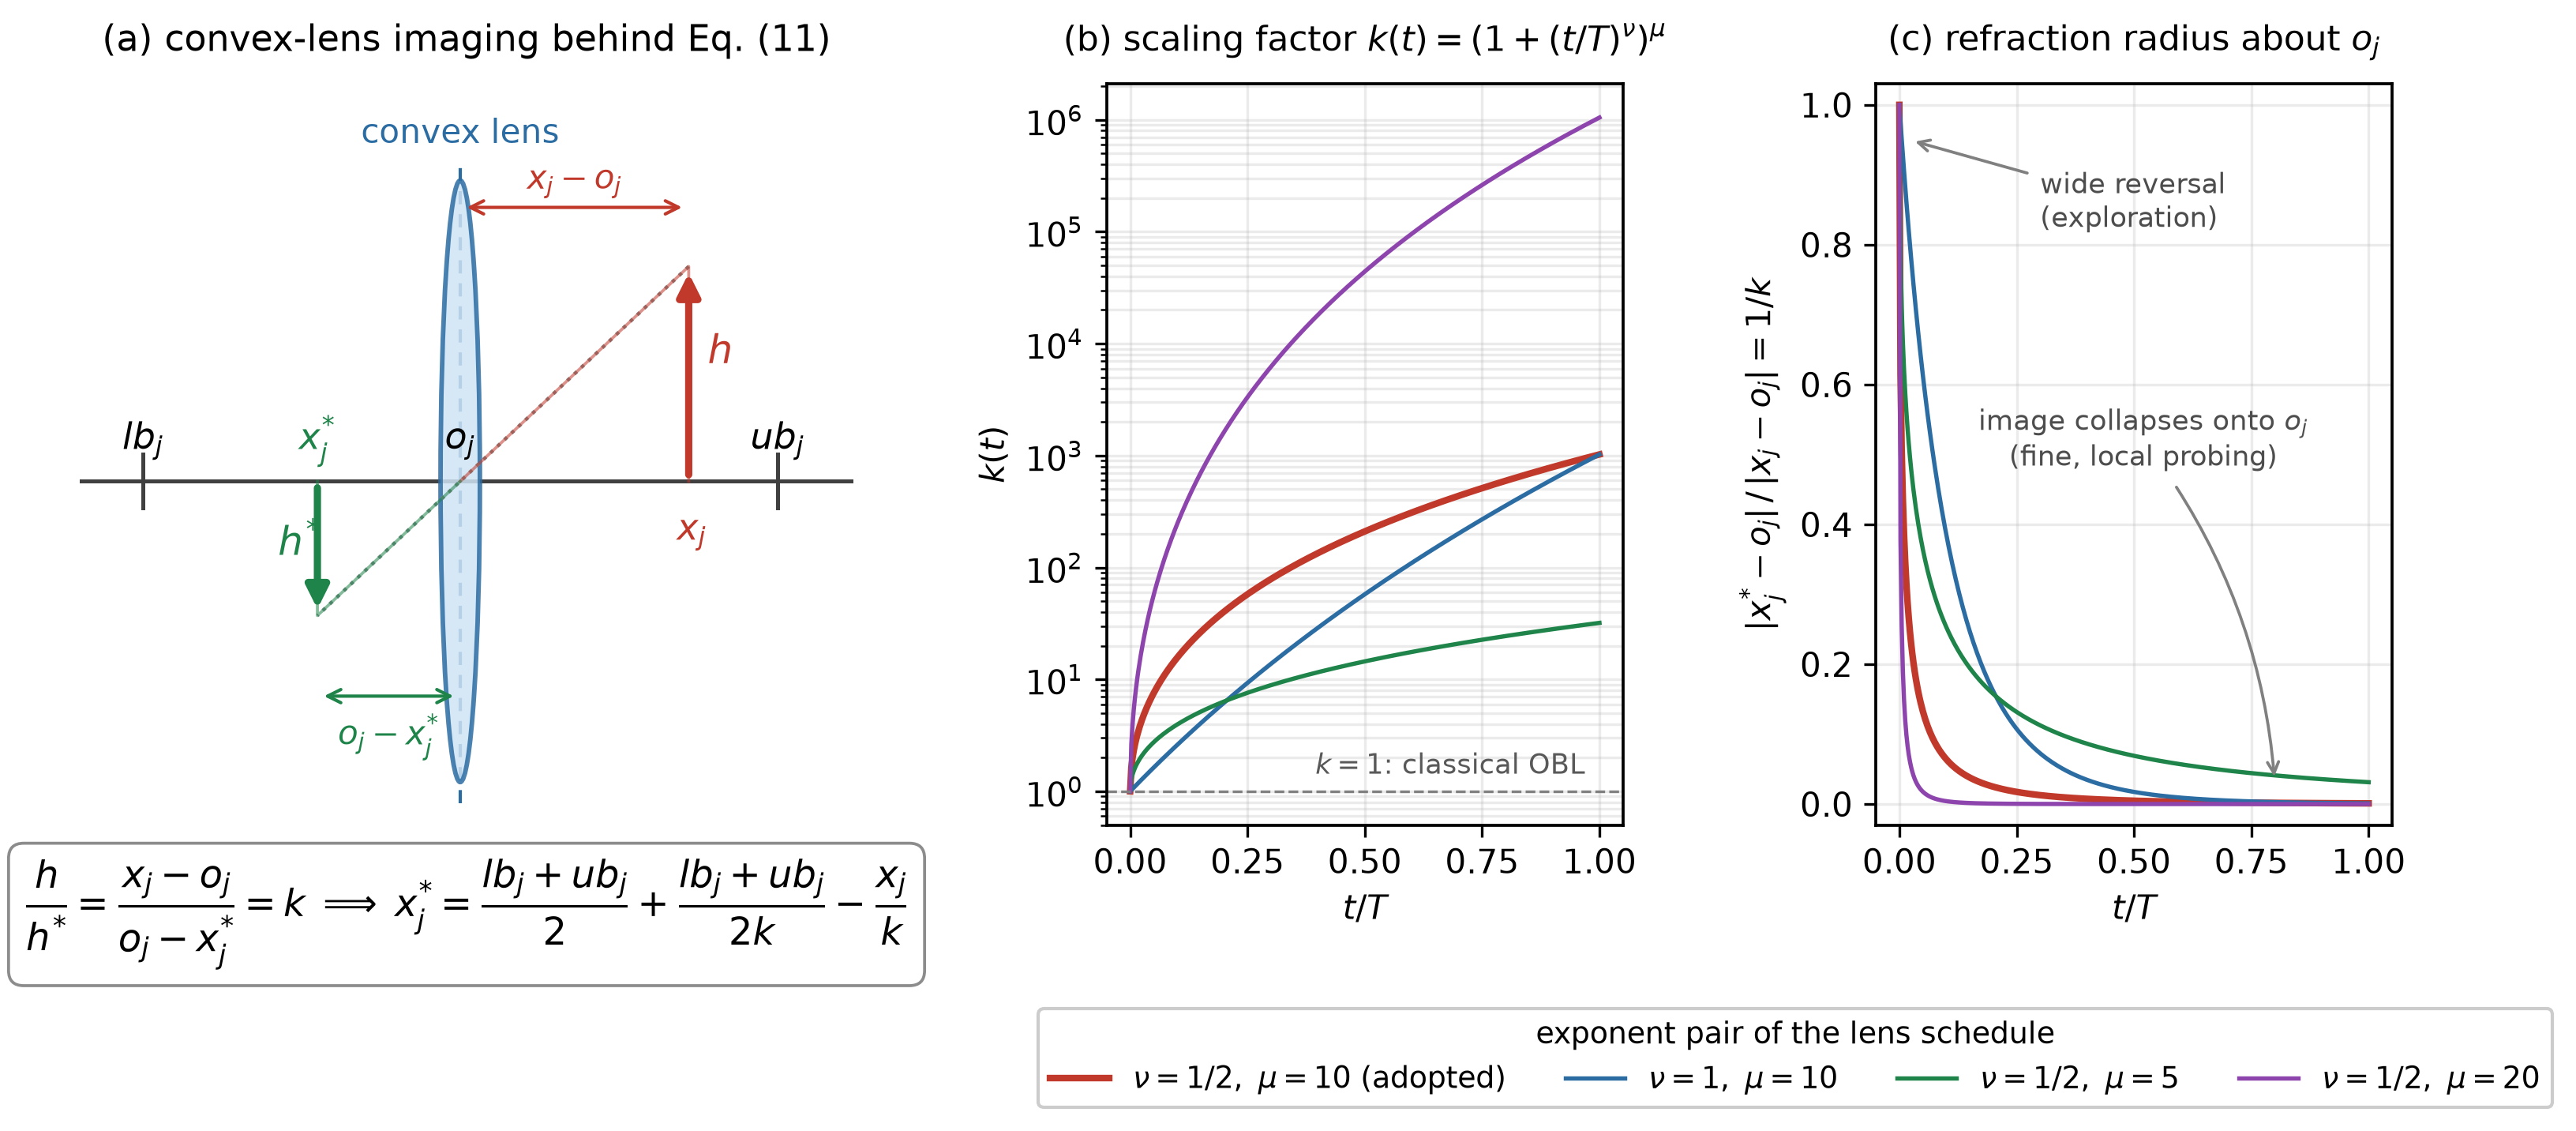 (a) convex-lens imaging behind Eq. (11)
convex lens
x_j − o_j
h
lb_j
x_j^*
o_j
ub_j
h^*
x_j
o_j − x_j^*
h/h^* = (x_j − o_j)/(o_j − x_j^*) = k ⟹ x_j^* = (lb_j + ub_j)/2 + (lb_j + ub_j)/(2k) − x_j/k
(b) scaling factor k(t) = (1 + (t/T)^ν)^μ
k(t)
10^6
10^5
10^4
10^3
10^2
10^1
10^0
k = 1: classical OBL
0.00 0.25 0.50 0.75 1.00
t/T
(c) refraction radius about o_j
|x_j^* − o_j| / |x_j − o_j| = 1/k
1.0
0.8
0.6
0.4
0.2
0.0
wide reversal
(exploration)
image collapses onto o_j
(fine, local probing)
0.00 0.25 0.50 0.75 1.00
t/T
exponent pair of the lens schedule
ν = 1/2, μ = 10 (adopted) ν = 1, μ = 10 ν = 1/2, μ = 5 ν = 1/2, μ = 20